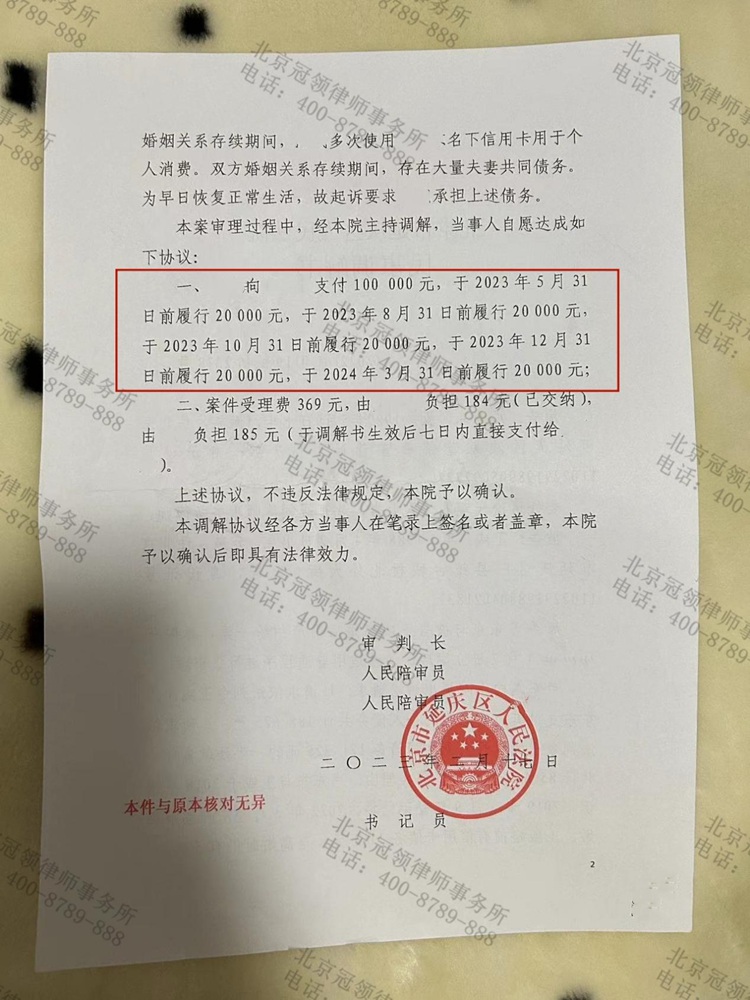 婚姻关系存续期间， 多次使用 名下信用卡用于个
人消费。双方婚姻关系存续期间，存在大量夫妻共同债务。
为早日恢复正常生活，故起诉要求 承担上述债务。
本案审理过程中，经本院主持调解，当事人自愿达成如
下协议：
一、 向 支付100 000元，于2023年5月31
日前履行20 000元，于2023年8月31日前履行20 000元，
于2023年10月31日前履行20 000元，于2023年12月31
日前履行20 000元，于2024年3月31日前履行20 000元；
二、案件受理费369元，由 负担184元（已交纳），
由 负担185元（于调解书生效后七日内直接支付给
）。
上述协议，不违反法律规定，本院予以确认。
本调解协议经各方当事人在笔录上签名或者盖章，本院
予以确认后即具有法律效力。
审 判 长
人民陪审员
人民陪审员
北京市延庆区人民法院
二〇二三年二月十七日
本件与原本核对无异
书 记 员
2
北京冠领律师事务所
电话：400-8789-888